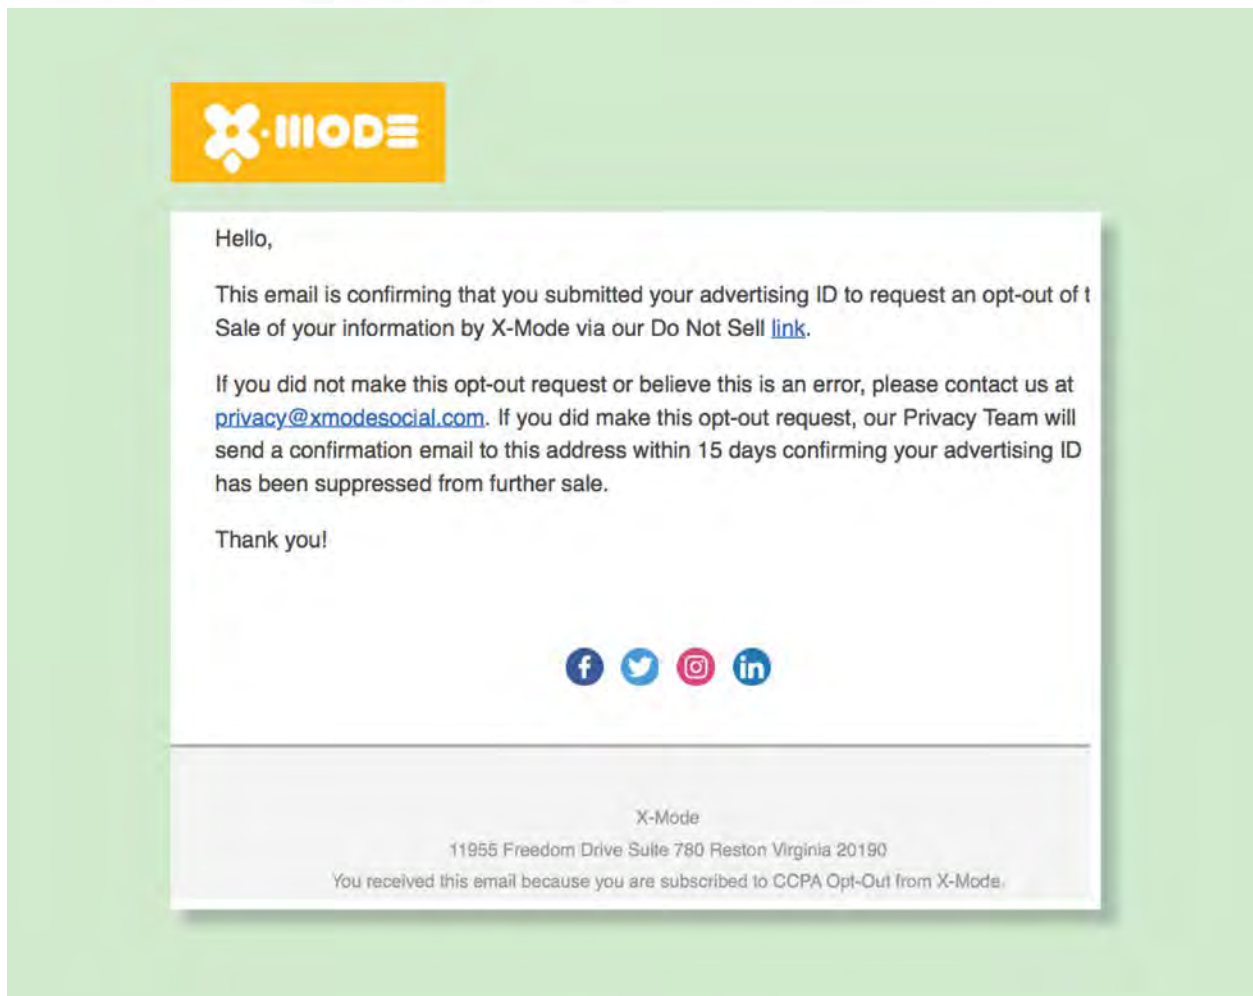 X·MODE
Hello,
This email is confirming that you submitted your advertising ID to request an opt-out of t
Sale of your information by X-Mode via our Do Not Sell link.
If you did not make this opt-out request or believe this is an error, please contact us at
privacy@xmodesocial.com. If you did make this opt-out request, our Privacy Team will
send a confirmation email to this address within 15 days confirming your advertising ID
has been suppressed from further sale.
Thank you!
X-Mode
11955 Freedom Drive Suite 780 Reston Virginia 20190
You received this email because you are subscribed to CCPA Opt-Out from X-Mode.